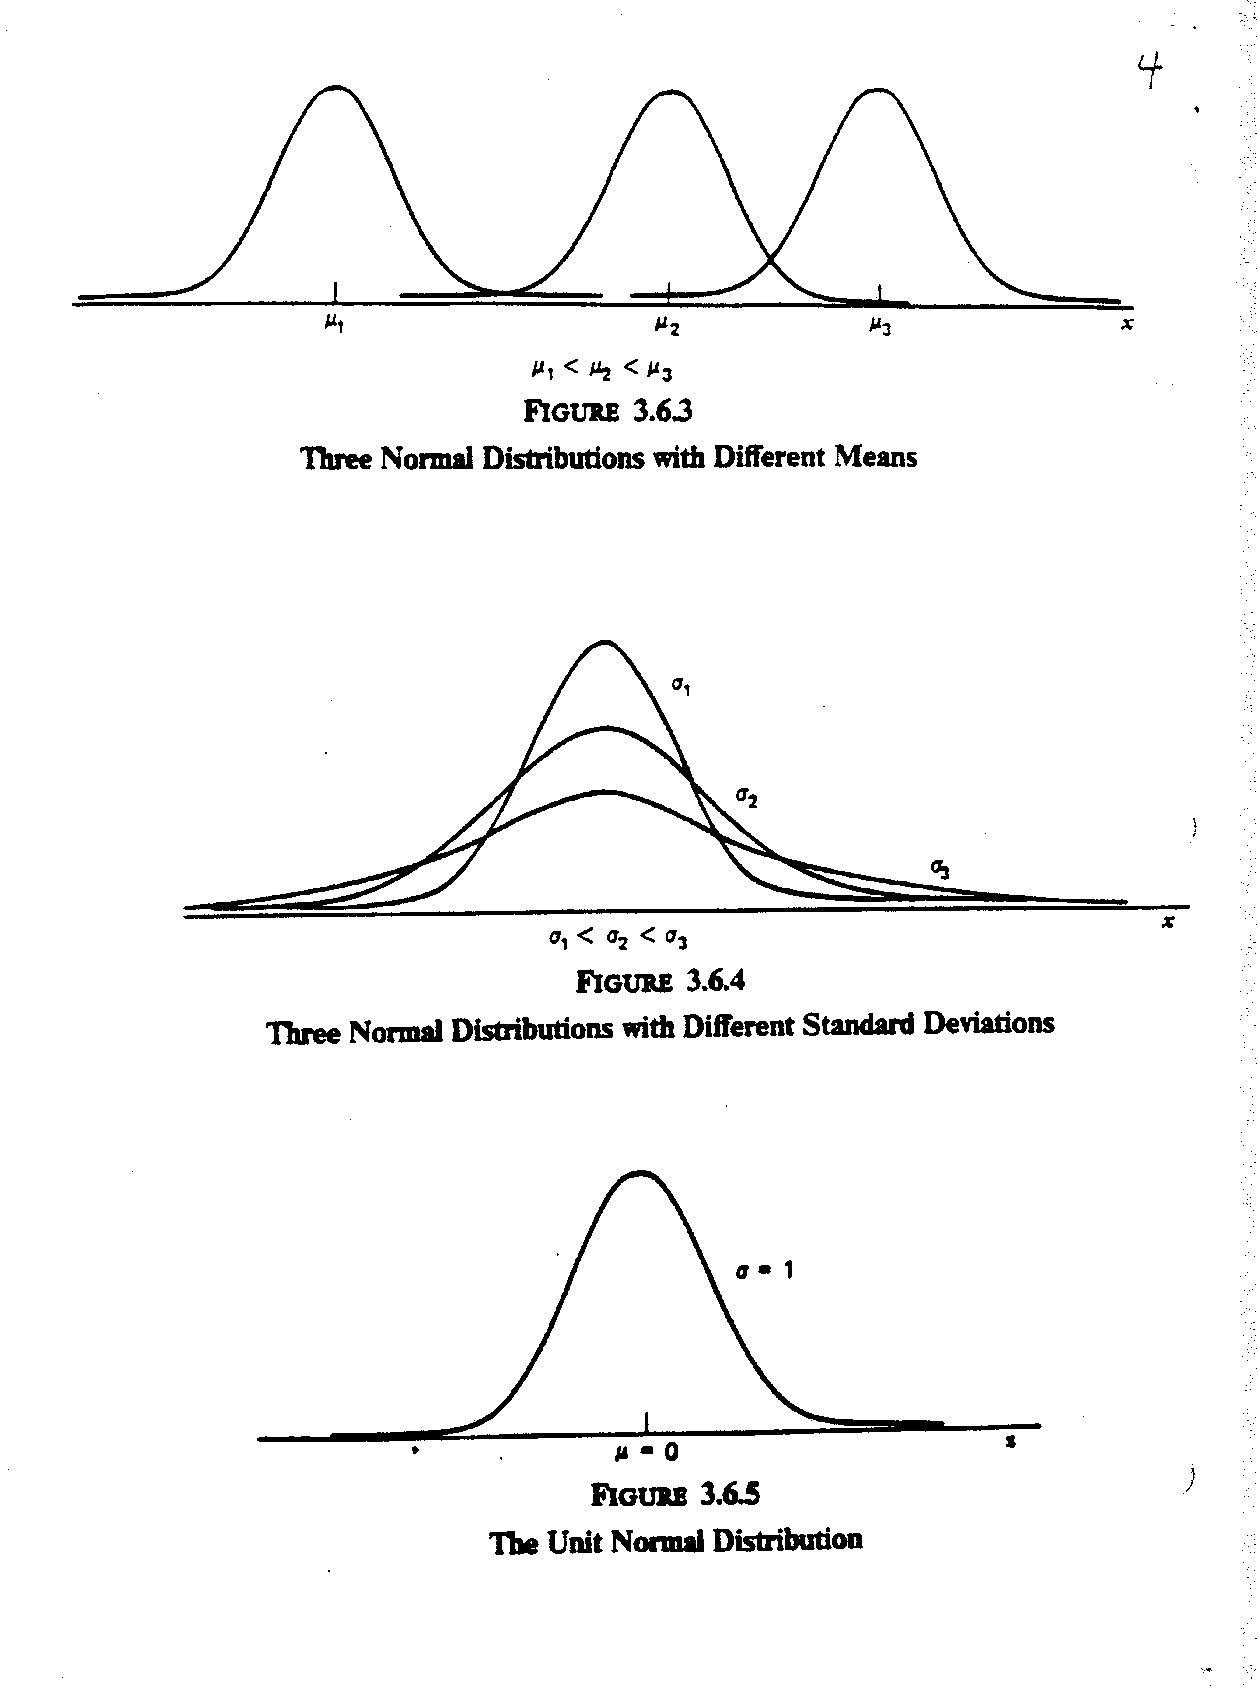 4
μ₁ μ₂ μ₃ x
μ₁ < μ₂ < μ₃
FIGURE 3.6.3
Three Normal Distributions with Different Means
σ₁
σ₂
σ₃
x
σ₁ < σ₂ < σ₃
FIGURE 3.6.4
Three Normal Distributions with Different Standard Deviations
σ = 1
μ = 0
FIGURE 3.6.5
The Unit Normal Distribution